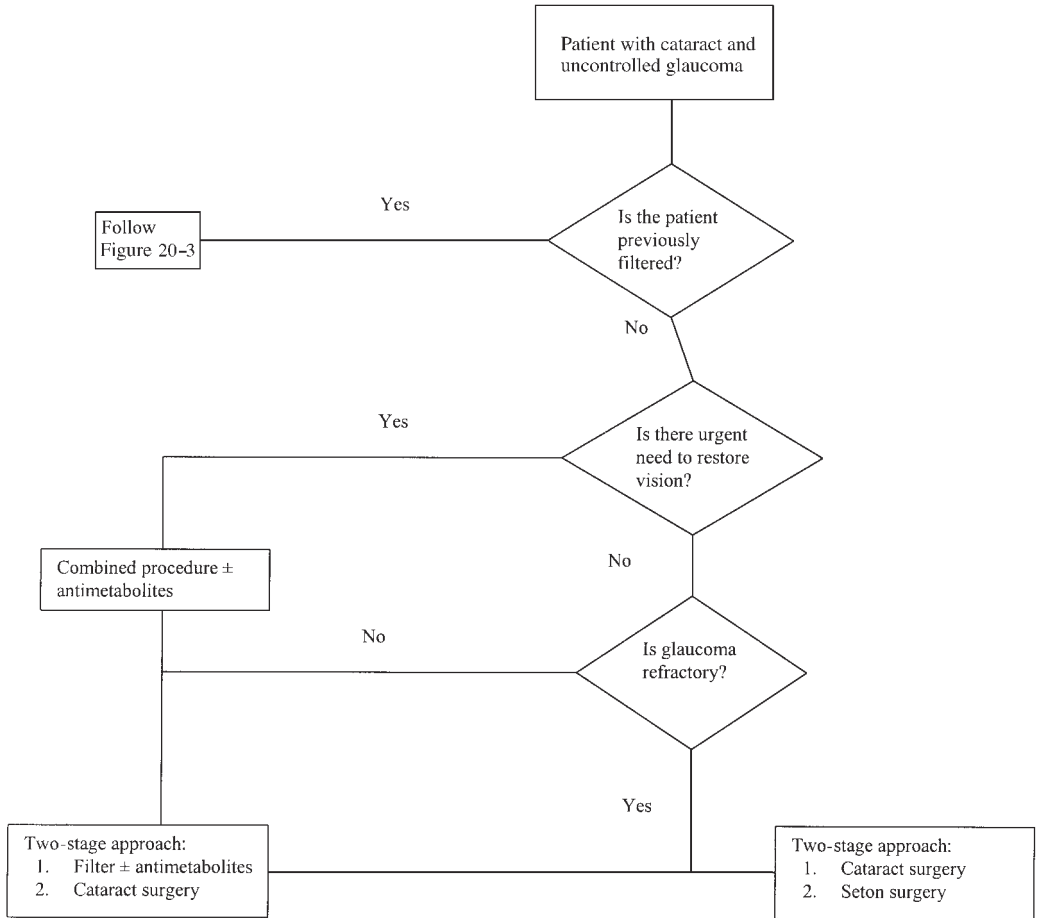 Patient with cataract and
uncontrolled glaucoma
Yes
Is the patient
previously
filtered?
Follow
Figure 20-3
No
Yes
Is there urgent
need to restore
vision?
No
Combined procedure ±
antimetabolites
No
Is glaucoma
refractory?
Yes
Two-stage approach:
1. Filter ± antimetabolites
2. Cataract surgery
Two-stage approach:
1. Cataract surgery
2. Seton surgery